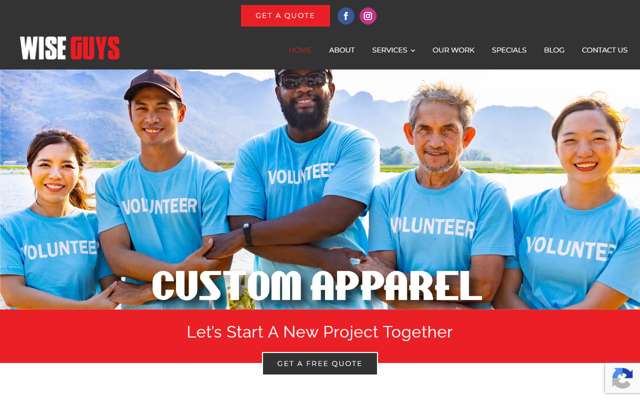 GET A QUOTE
WISE GUYS
HOME ABOUT SERVICES OUR WORK SPECIALS BLOG CONTACT US
VOLUNTEER VOLUNTEER VOLUNTEER VOLUNTEER VOLUNTEER
CUSTOM APPAREL
Let's Start A New Project Together
GET A FREE QUOTE